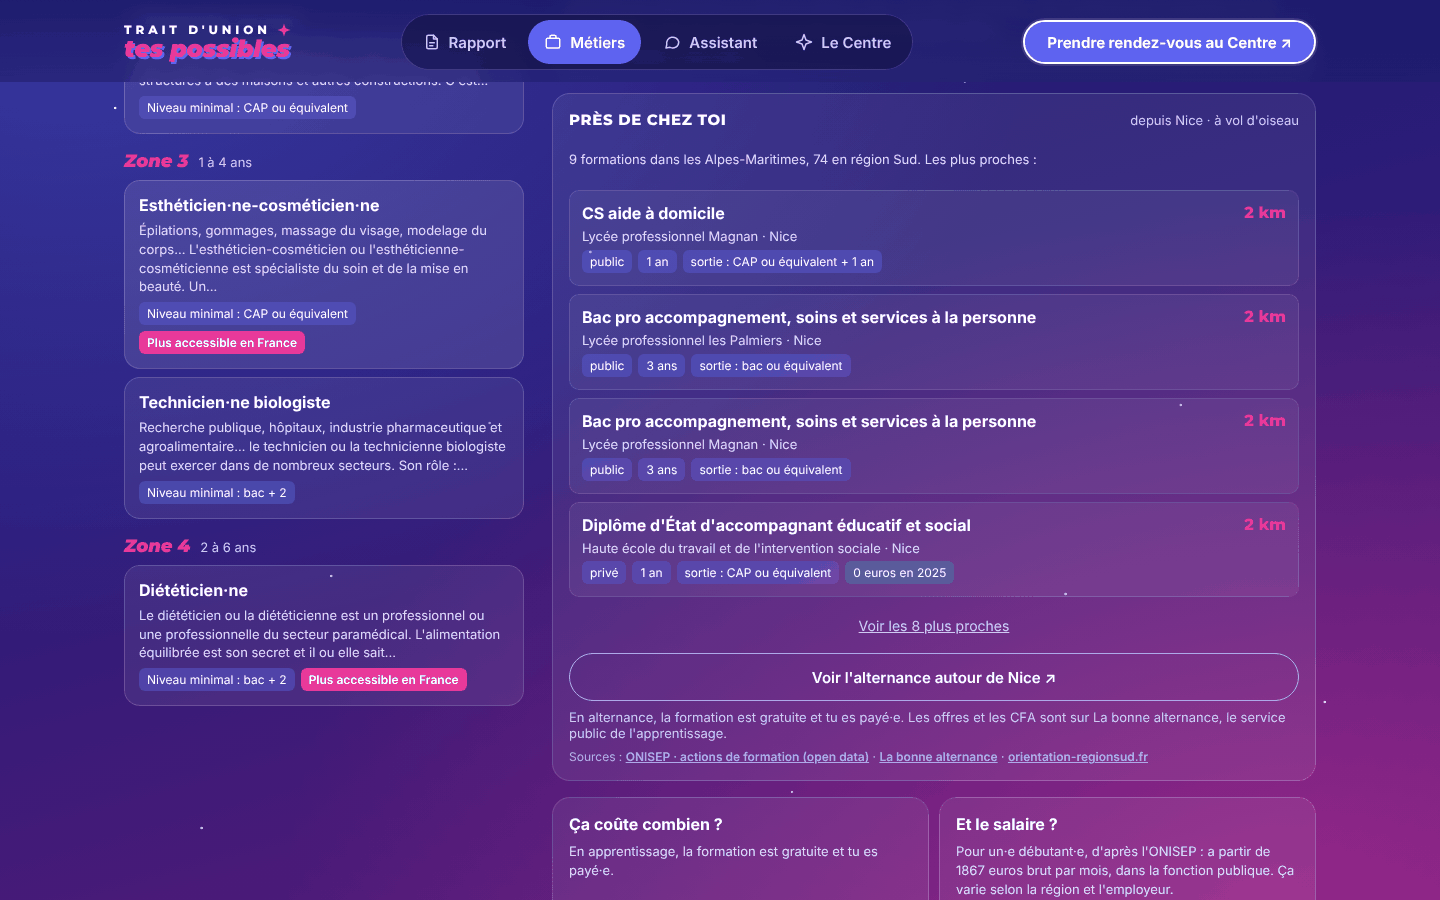 TRAIT D'UNION
tes possibles
Rapport
Métiers
Assistant
Le Centre
Prendre rendez-vous au Centre ↗
structures à des maisons et autres constructions. C'est...
Niveau minimal : CAP ou équivalent
Zone 3 1 à 4 ans
Esthéticien·ne-cosméticien·ne
Épilations, gommages, massage du visage, modelage du
corps... L'esthéticien-cosméticien ou l'esthéticienne-
cosméticienne est spécialiste du soin et de la mise en
beauté. Un...
Niveau minimal : CAP ou équivalent
Plus accessible en France
Technicien·ne biologiste
Recherche publique, hôpitaux, industrie pharmaceutique et
agroalimentaire... le technicien ou la technicienne biologiste
peut exercer dans de nombreux secteurs. Son rôle :...
Niveau minimal : bac + 2
Zone 4 2 à 6 ans
Diététicien·ne
Le diététicien ou la diététicienne est un professionnel ou
une professionnelle du secteur paramédical. L'alimentation
équilibrée est son secret et il ou elle sait...
Niveau minimal : bac + 2 Plus accessible en France
PRÈS DE CHEZ TOI
depuis Nice · à vol d'oiseau
9 formations dans les Alpes-Maritimes, 74 en région Sud. Les plus proches :
CS aide à domicile 2 km
Lycée professionnel Magnan · Nice
public 1 an sortie : CAP ou équivalent + 1 an
Bac pro accompagnement, soins et services à la personne 2 km
Lycée professionnel les Palmiers · Nice
public 3 ans sortie : bac ou équivalent
Bac pro accompagnement, soins et services à la personne 2 km
Lycée professionnel Magnan · Nice
public 3 ans sortie : bac ou équivalent
Diplôme d'État d'accompagnant éducatif et social 2 km
Haute école du travail et de l'intervention sociale · Nice
privé 1 an sortie : CAP ou équivalent 0 euros en 2025
Voir les 8 plus proches
Voir l'alternance autour de Nice ↗
En alternance, la formation est gratuite et tu es payé·e. Les offres et les CFA sont sur La bonne alternance, le service
public de l'apprentissage.
Sources : ONISEP · actions de formation (open data) · La bonne alternance · orientation-regionsud.fr
Ça coûte combien ?
En apprentissage, la formation est gratuite et tu es
payé·e.
Et le salaire ?
Pour un·e débutant·e, d'après l'ONISEP : a partir de
1867 euros brut par mois, dans la fonction publique. Ça
varie selon la région et l'employeur.